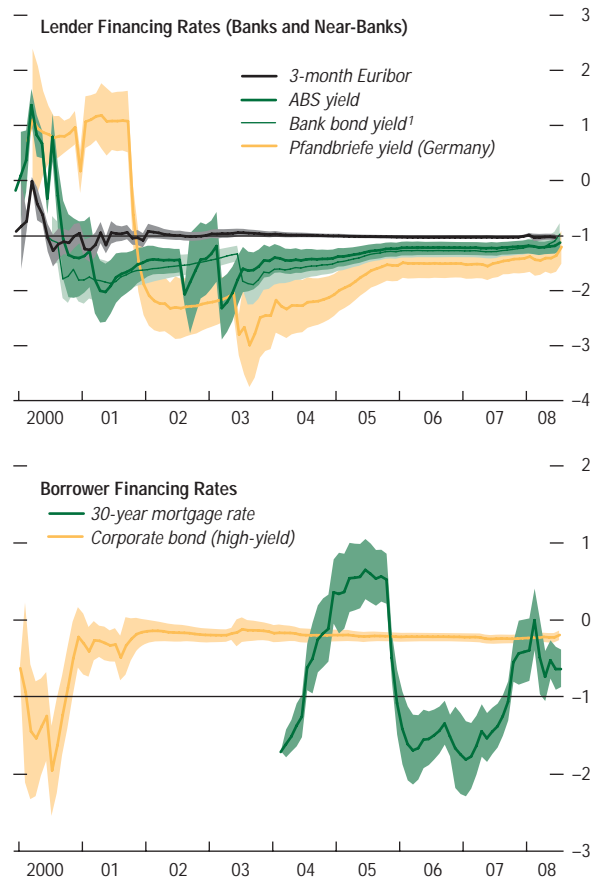 Lender Financing Rates (Banks and Near-Banks)
3-month Euribor
ABS yield
Bank bond yield1
Pfandbriefe yield (Germany)
3
2
1
0
–1
–2
–3
–4
2000 01 02 03 04 05 06 07 08
Borrower Financing Rates
30-year mortgage rate
Corporate bond (high-yield)
2
1
0
–1
–2
–3
2000 01 02 03 04 05 06 07 08